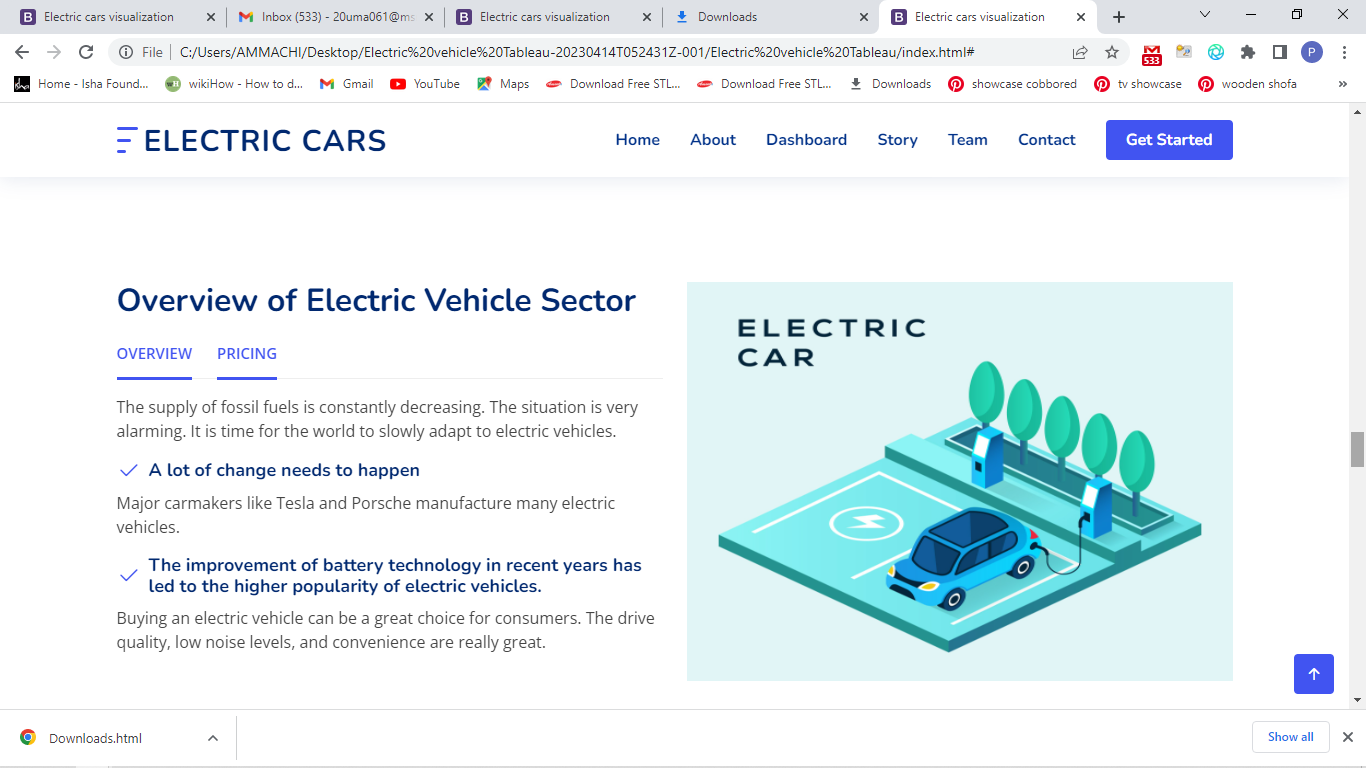 Electric cars visualization
Inbox (533) - 20uma061@ms
Electric cars visualization
Downloads
Electric cars visualization
File
C:/Users/AMMACHI/Desktop/Electric%20vehicle%20Tableau-20230414T052431Z-001/Electric%20vehicle%20Tableau/index.html#
533
P
Home - Isha Found...
wikiHow - How to d...
Gmail
YouTube
Maps
Download Free STL...
Download Free STL...
Downloads
showcase cobbored
tv showcase
wooden shofa
»
ELECTRIC CARS
Home
About
Dashboard
Story
Team
Contact
Get Started
Overview of Electric Vehicle Sector
OVERVIEW
PRICING
The supply of fossil fuels is constantly decreasing. The situation is very
alarming. It is time for the world to slowly adapt to electric vehicles.
A lot of change needs to happen
Major carmakers like Tesla and Porsche manufacture many electric
vehicles.
The improvement of battery technology in recent years has
led to the higher popularity of electric vehicles.
Buying an electric vehicle can be a great choice for consumers. The drive
quality, low noise levels, and convenience are really great.
ELECTRIC
CAR
Downloads.html
Show all